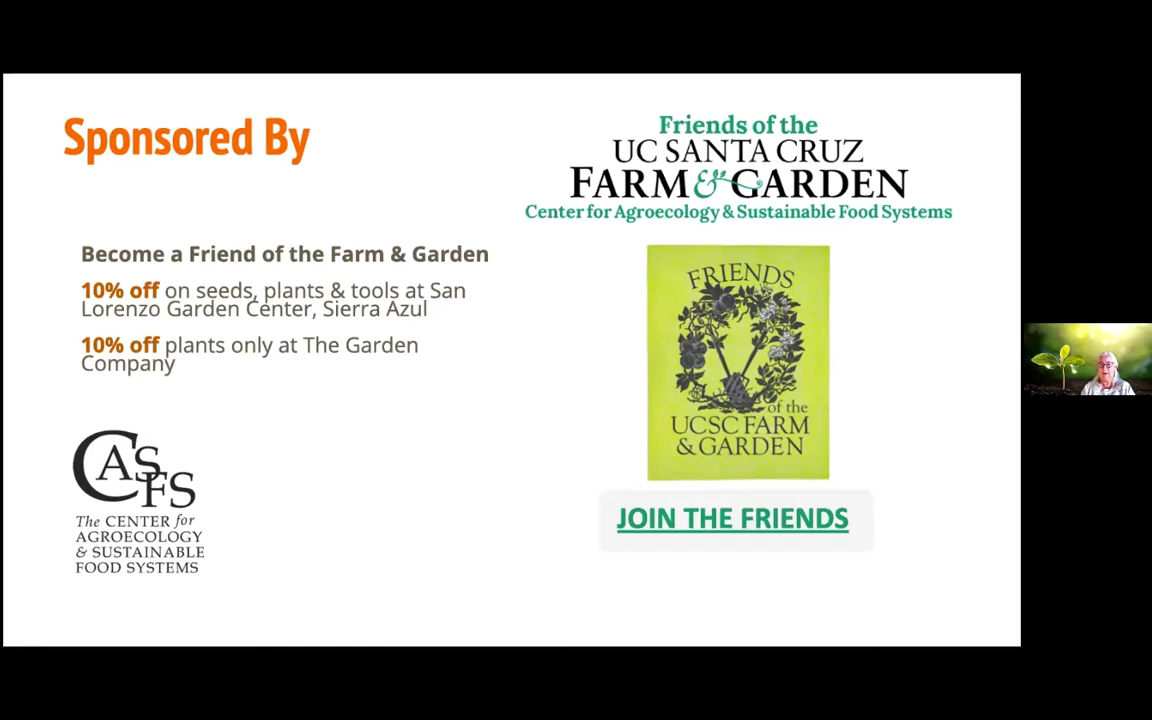 Sponsored By
Become a Friend of the Farm & Garden
10% off on seeds, plants & tools at San
Lorenzo Garden Center, Sierra Azul
10% off plants only at The Garden
Company
CASFS
The CENTER for
AGROECOLOGY
& SUSTAINABLE
FOOD SYSTEMS
Friends of the
UC SANTA CRUZ
FARM & GARDEN
Center for Agroecology & Sustainable Food Systems
FRIENDS
of the
UCSC FARM
& GARDEN
JOIN THE FRIENDS